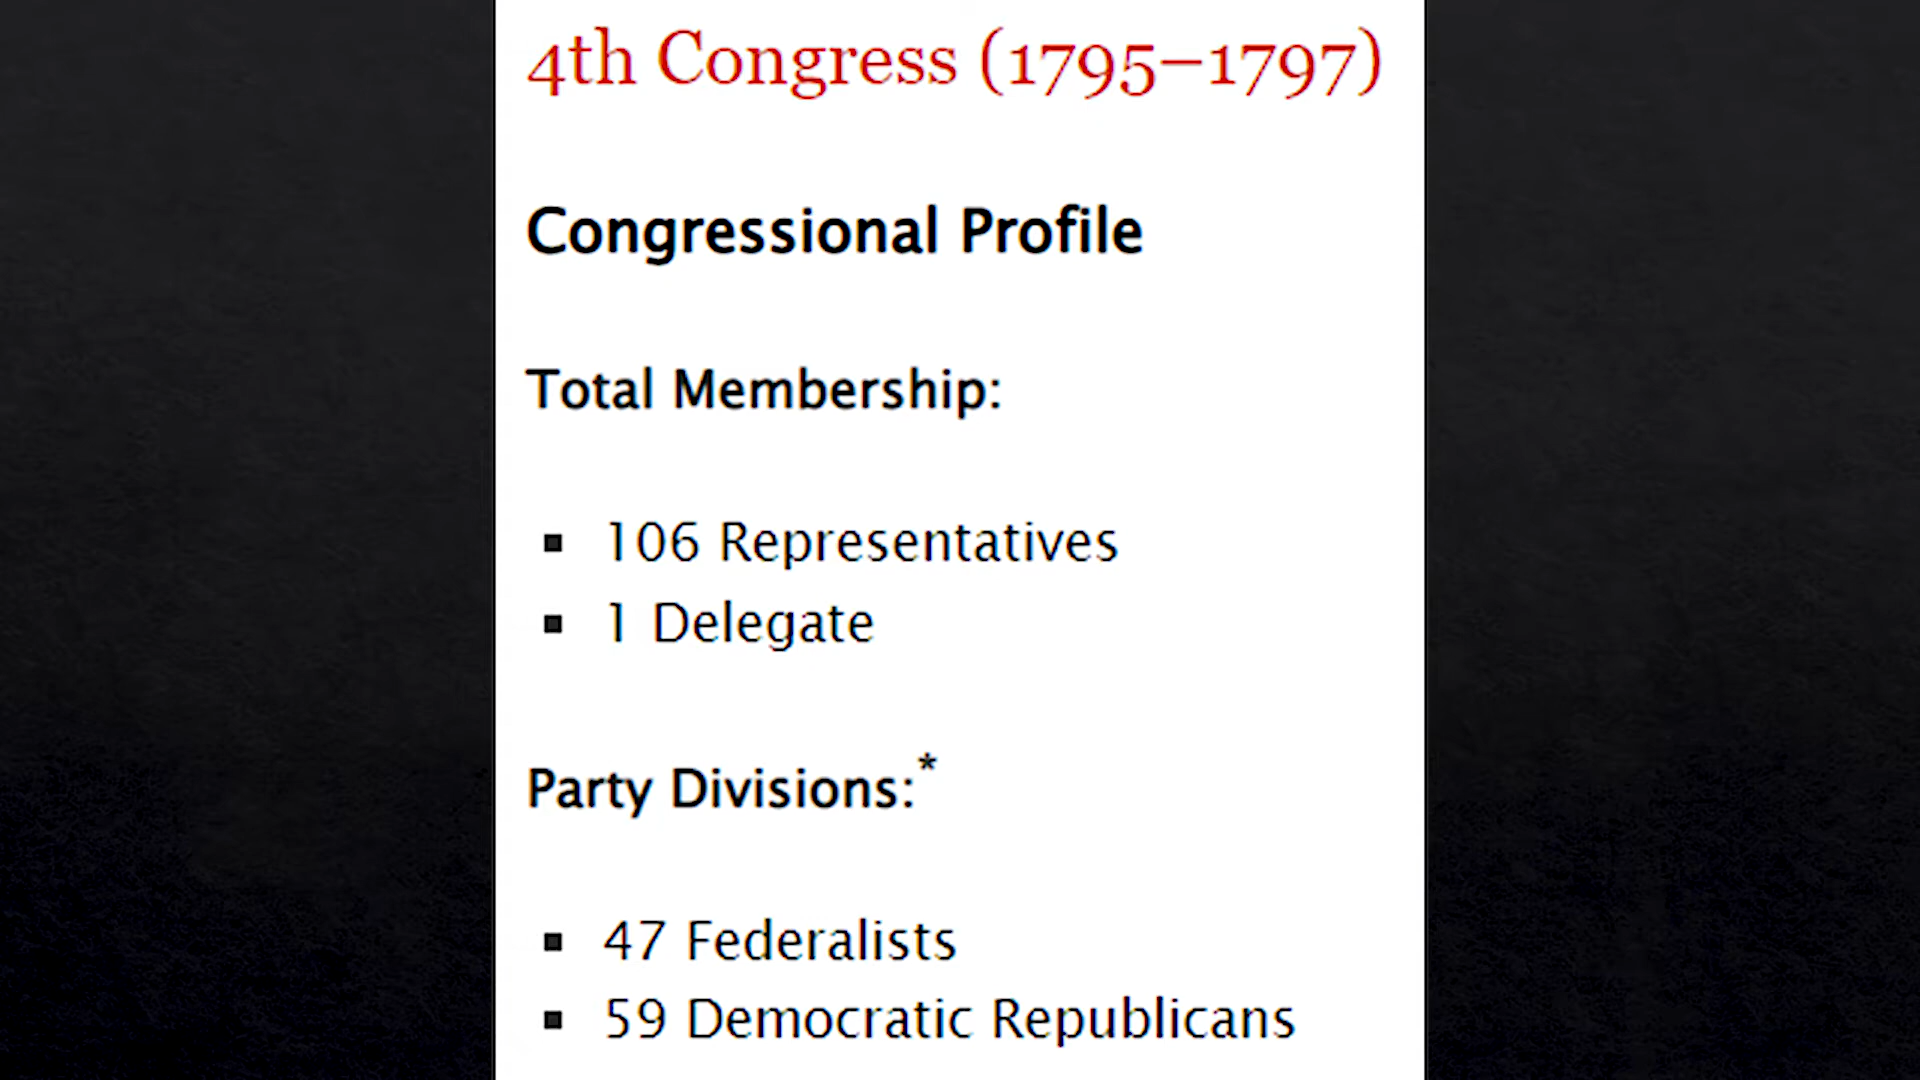 4th Congress (1795–1797)
Congressional Profile
Total Membership:
▪ 106 Representatives
▪ 1 Delegate
Party Divisions:*
▪ 47 Federalists
▪ 59 Democratic Republicans